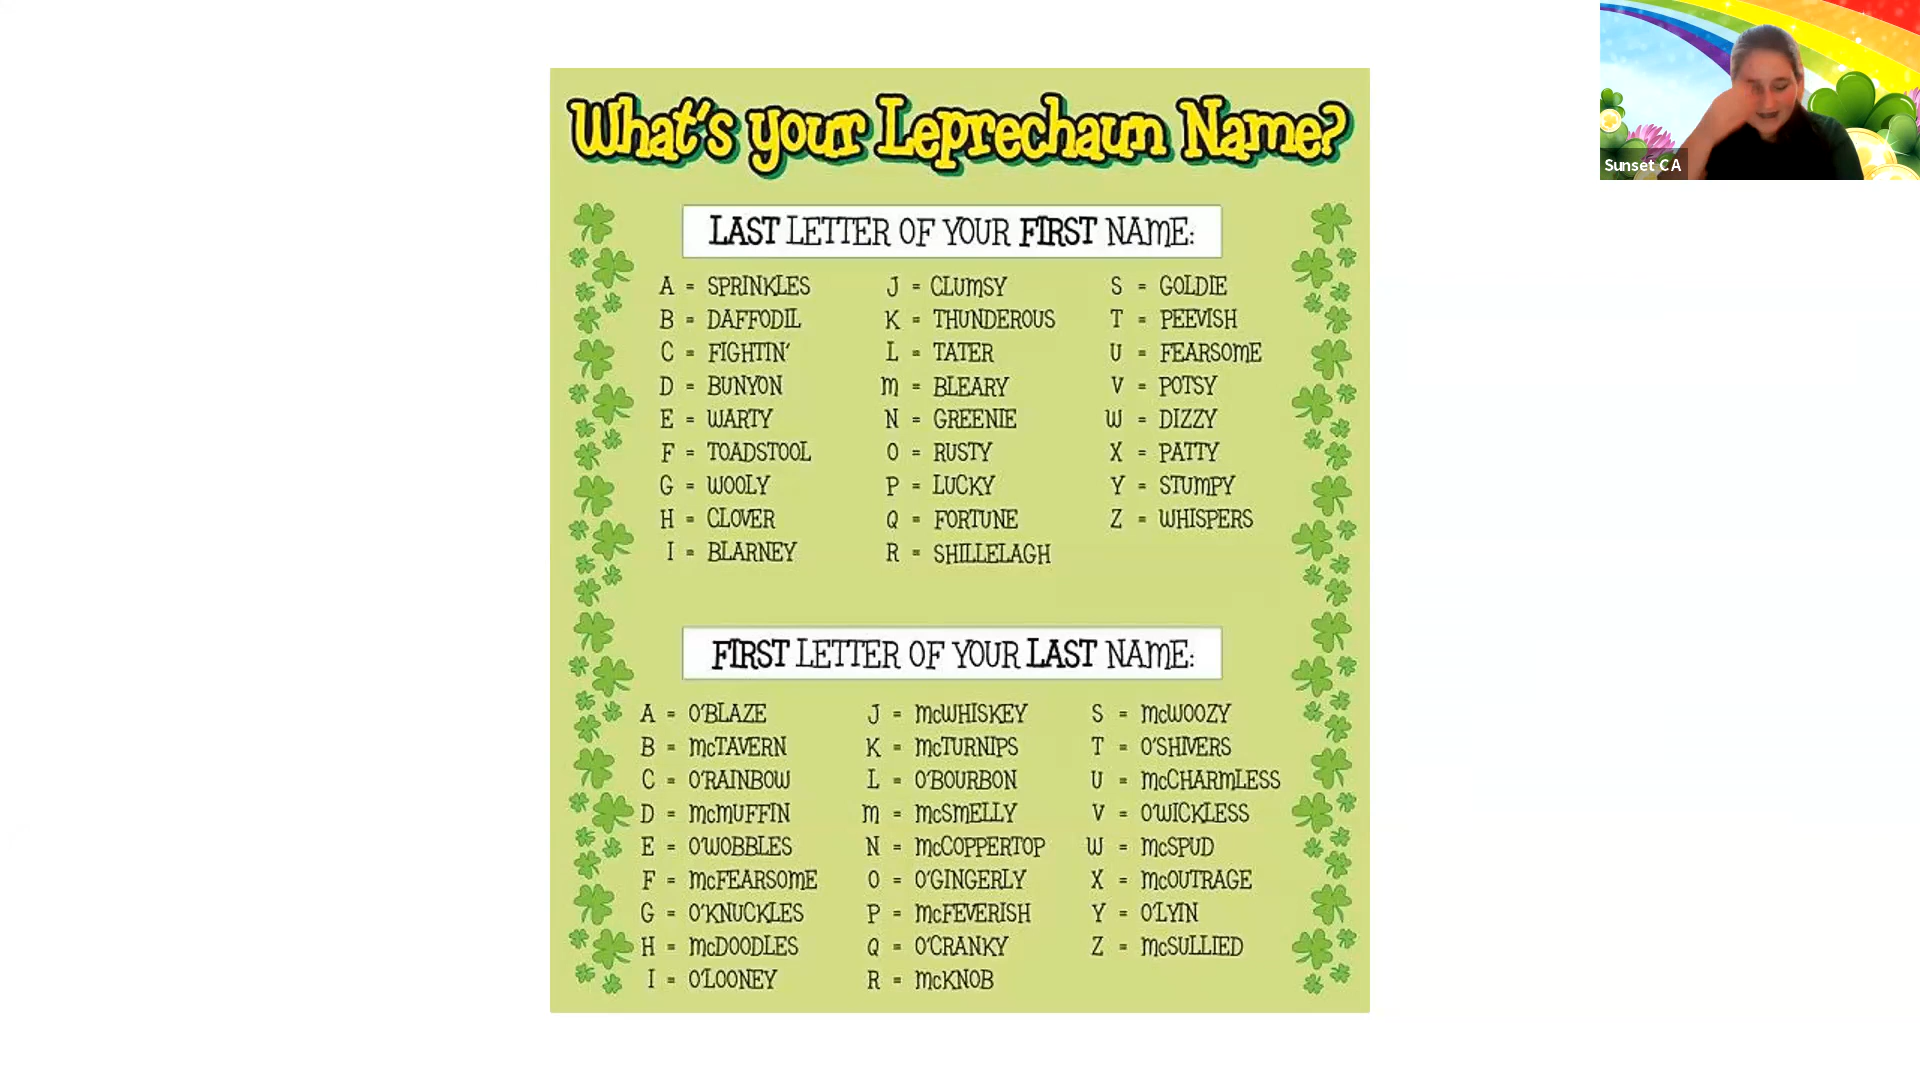 What's your Leprechaun Name?
Sunset CA
LAST LETTER OF YOUR FIRST NAME:
A = SPRINKLES
B = DAFFODIL
C = FIGHTIN'
D = BUNYON
E = WARTY
F = TOADSTOOL
G = WOOLY
H = CLOVER
I = BLARNEY
J = CLUMSY
K = THUNDEROUS
L = TATER
M = BLEARY
N = GREENIE
O = RUSTY
P = LUCKY
Q = FORTUNE
R = SHILLELAGH
S = GOLDIE
T = PEEVISH
U = FEARSOME
V = POTSY
W = DIZZY
X = PATTY
Y = STUMPY
Z = WHISPERS
FIRST LETTER OF YOUR LAST NAME:
A = O'BLAZE
B = McTAVERN
C = O'RAINBOW
D = McMUFFIN
E = O'WOBBLES
F = McFEARSOME
G = O'KNUCKLES
H = McDOODLES
I = O'LOONEY
J = McWHISKEY
K = McTURNIPS
L = O'BOURBON
M = McSMELLY
N = McCOPPERTOP
O = O'GINGERLY
P = McFEVERISH
Q = O'CRANKY
R = McKNOB
S = McWOOZY
T = O'SHIVERS
U = McCHARMLESS
V = O'WICKLESS
W = McSPUD
X = McOUTRAGE
Y = O'LYIN
Z = McSULLIED